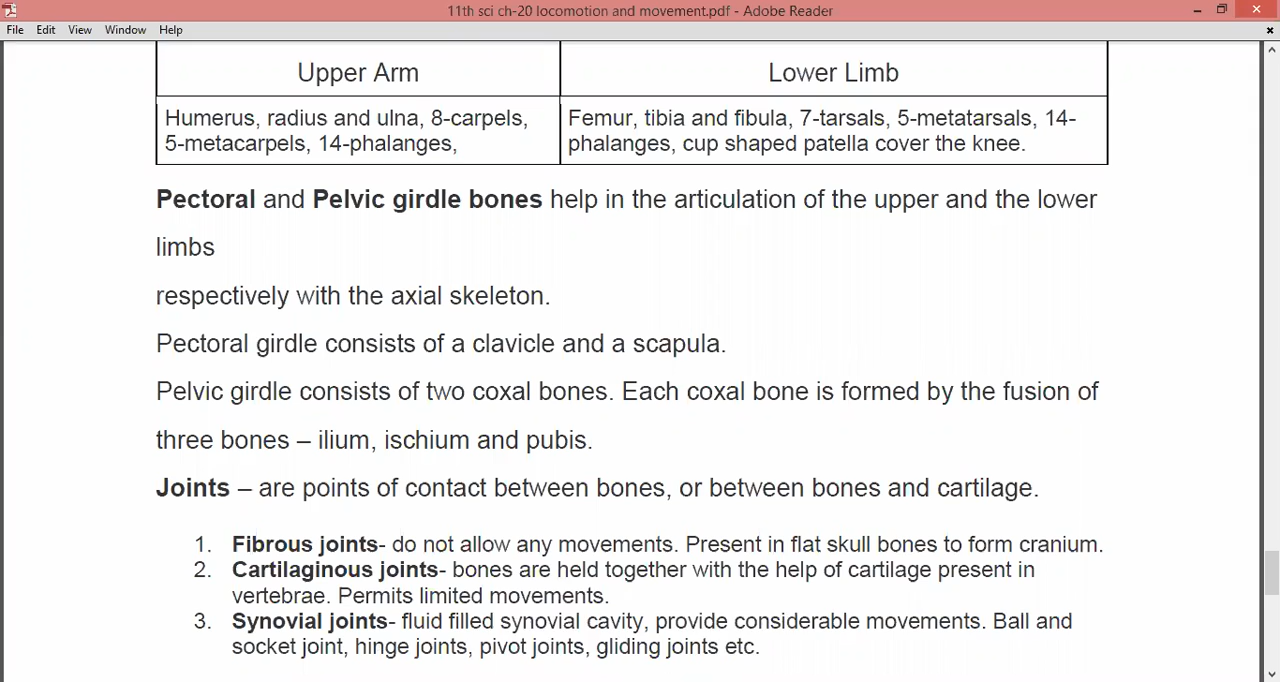 11th sci ch-20 locomotion and movement.pdf - Adobe Reader
File Edit View Window Help
Upper Arm Lower Limb
Humerus, radius and ulna, 8-carpels, Femur, tibia and fibula, 7-tarsals, 5-metatarsals, 14-
5-metacarpels, 14-phalanges, phalanges, cup shaped patella cover the knee.
Pectoral and Pelvic girdle bones help in the articulation of the upper and the lower
limbs
respectively with the axial skeleton.
Pectoral girdle consists of a clavicle and a scapula.
Pelvic girdle consists of two coxal bones. Each coxal bone is formed by the fusion of
three bones – ilium, ischium and pubis.
Joints – are points of contact between bones, or between bones and cartilage.
1. Fibrous joints- do not allow any movements. Present in flat skull bones to form cranium.
2. Cartilaginous joints- bones are held together with the help of cartilage present in
vertebrae. Permits limited movements.
3. Synovial joints- fluid filled synovial cavity, provide considerable movements. Ball and
socket joint, hinge joints, pivot joints, gliding joints etc.